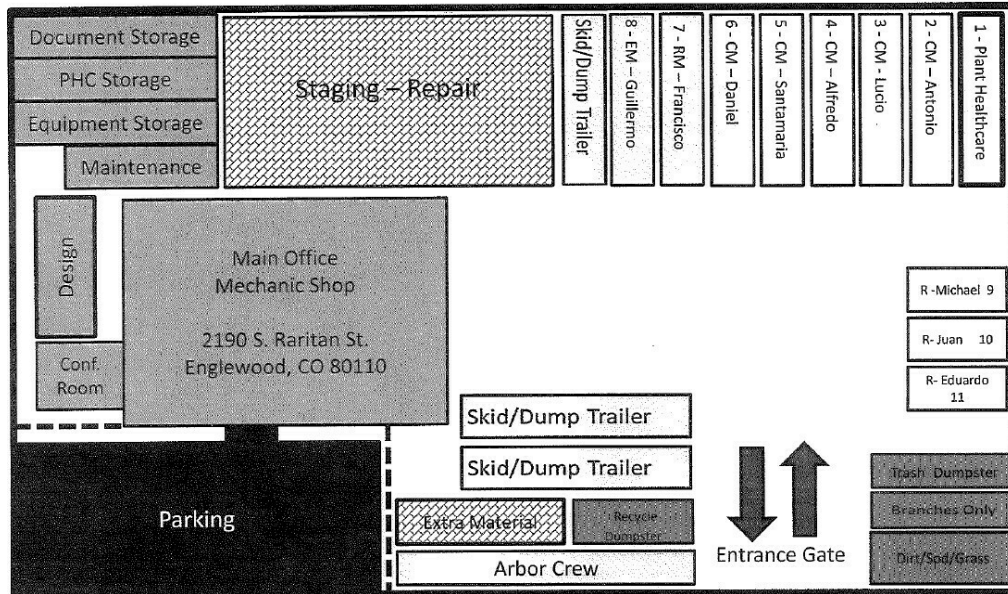 Document Storage
PHC Storage
Equipment Storage
Maintenance
Staging – Repair
Skid/Dump Trailer
8 - EM – Guillermo
7 - RM – Francisco
6 - CM – Daniel
5 - CM – Santamaria
4 – CM – Alfredo
3 – CM - Lucio
2 - CM – Antonio
1 - Plant Healthcare
Design
Conf.
Room
Main Office
Mechanic Shop
2190 S. Raritan St.
Englewood, CO 80110
R -Michael 9
R- Juan 10
R- Eduardo
11
Skid/Dump Trailer
Skid/Dump Trailer
Parking
Extra Material
Recycle
Dumpster
Arbor Crew
Entrance Gate
Trash Dumpster
Branches Only
Dirt/Sod/Grass